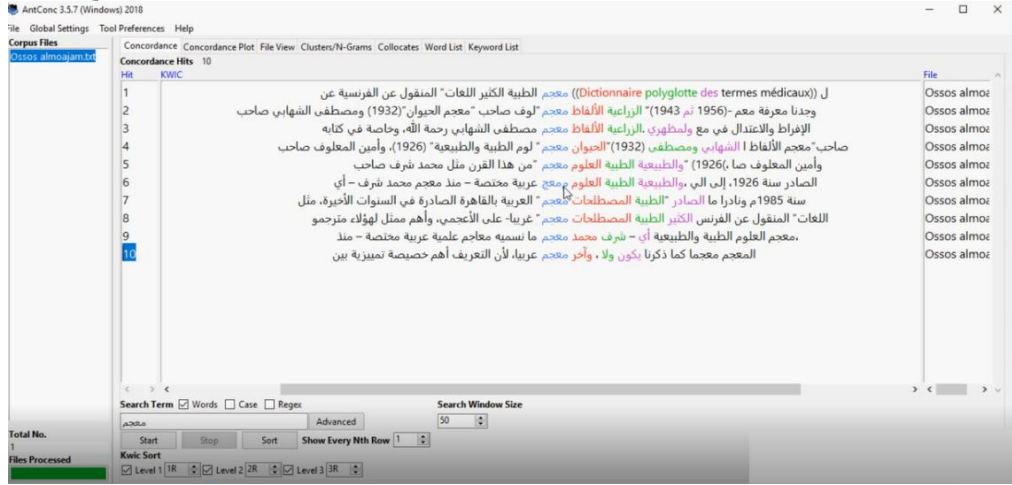 AntConc 3.5.7 (Windows) 2018
File Global Settings Tool Preferences Help
Corpus Files
Ossos almoajam.txt
Concordance Concordance Plot File View Clusters/N-Grams Collocates Word List Keyword List
Concordance Hits 10
Hit KWIC File
1 ل ((Dictionnaire polyglotte des termes médicaux)) معجم الطبية الكثير اللغات" المنقول عن الفرنسية عن Ossos almoa
2 وجدنا معرفة معم -(1956 ثم 1943)" الزراعية الألفاظ معجم "لوف صاحب "معجم الحيوان"(1932) ومصطفى الشهابي صاحب Ossos almoa
3 الإفراط والاعتدال في مع ولمظهري .الزراعية الألفاظ معجم مصطفى الشهابي رحمة الله، وخاصة في كتابه Ossos almoa
4 صاحب"معجم الألفاظ ا الشهابي ومصطفى (1932)"الحيوان معجم " لوم الطبية والطبيعية" (1926)، وأمين المعلوف صاحب Ossos almoa
5 وأمين المعلوف صا ،(1926) "والطبيعية الطبية العلوم معجم "من هذا القرن مثل محمد شرف صاحب Ossos almoa
6 الصادر سنة 1926، إلى الي ،والطبيعية الطبية العلوم ومعج عربية مختصة – منذ معجم محمد شرف – أي Ossos almoa
7 سنة 1985م ونادرا ما الصادر "الطبية المصطلحات معجم" العربية بالقاهرة الصادرة في السنوات الأخيرة، مثل Ossos almoa
8 اللغات" المنقول عن الفرنس الكثير الطبية المصطلحات معجم" غريبا- على الأعجمي، وأهم ممثل لهؤلاء مترجمو Ossos almoa
9 ،معجم العلوم الطبية والطبيعية أي – شرف محمد معجم ما نسميه معاجم علمية عربية مختصة – منذ Ossos almoa
10 المعجم معجما كما ذكرنا يكون ولا ، وآخر معجم عربيا، لأن التعريف أهم خصيصة تمييزية بين Ossos almoa
Search Term Words Case Regex Search Window Size
معجم Advanced 50
Total No.
1
Start Stop Sort Show Every Nth Row 1
Files Processed
Kwic Sort
Level 1 1R Level 2 2R Level 3 3R